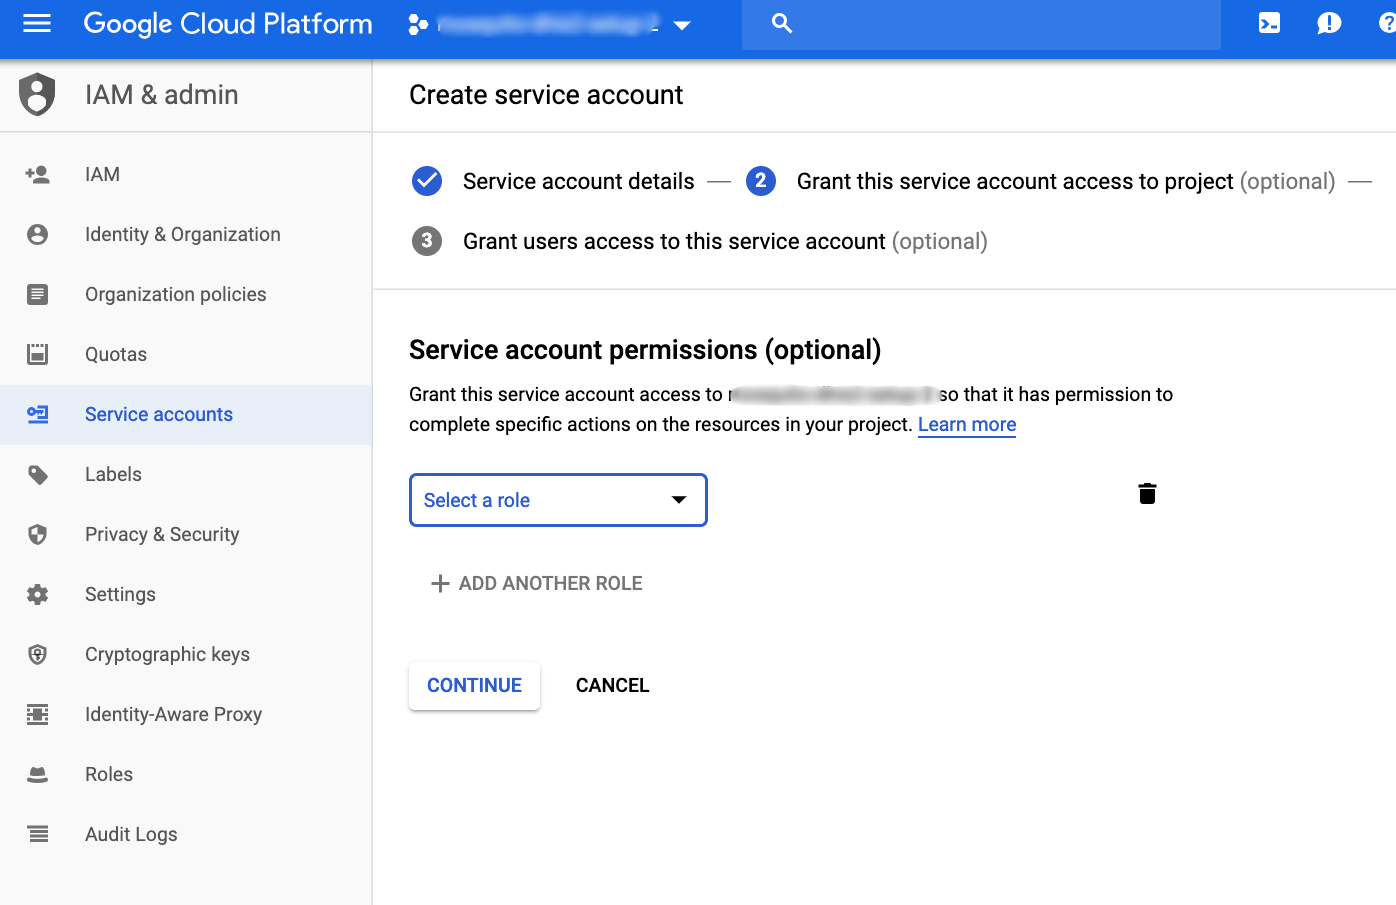 Google Cloud Platform
IAM & admin
IAM
Identity & Organization
Organization policies
Quotas
Service accounts
Labels
Privacy & Security
Settings
Cryptographic keys
Identity-Aware Proxy
Roles
Audit Logs
Create service account
Service account details — 2 Grant this service account access to project (optional) —
3 Grant users access to this service account (optional)
Service account permissions (optional)
Grant this service account access to so that it has permission to
complete specific actions on the resources in your project. Learn more
Select a role
ADD ANOTHER ROLE
CONTINUE CANCEL